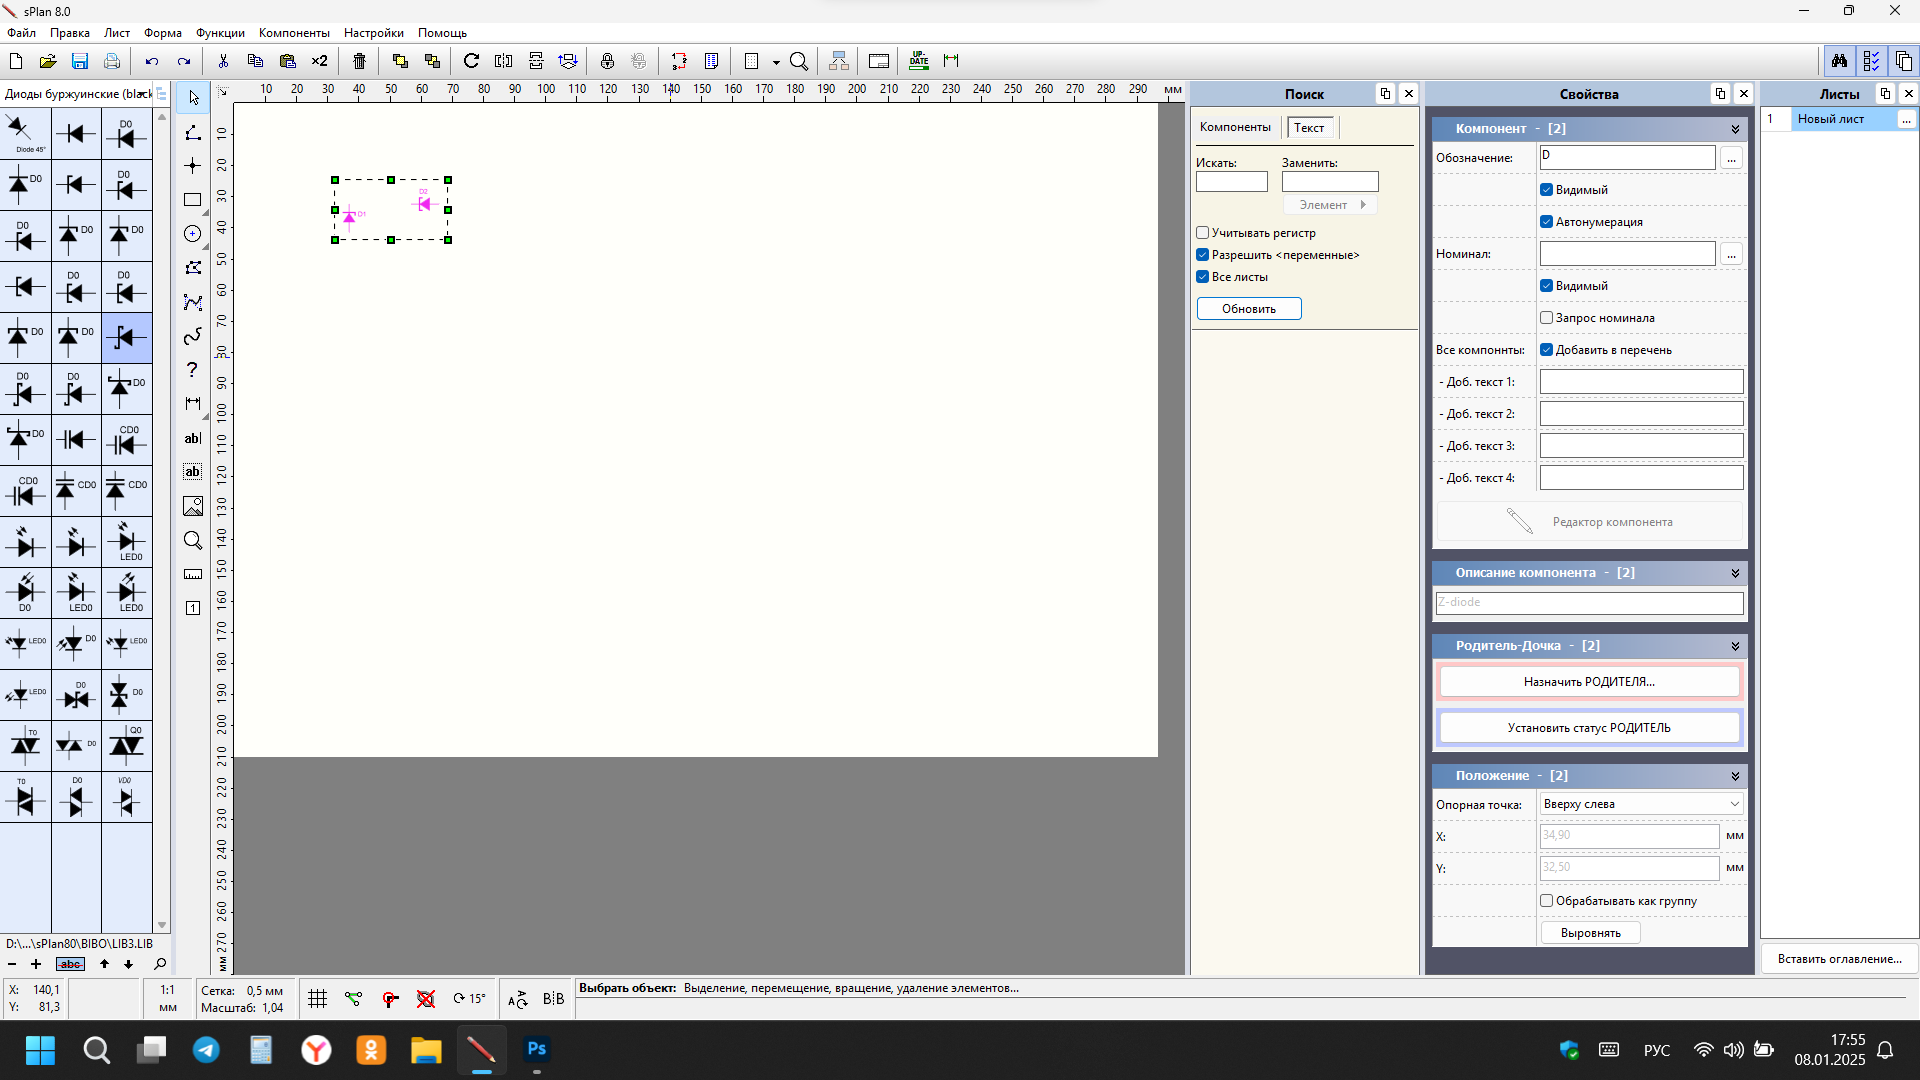 sPlan 8.0
Файл Правка Лист Форма Функции Компоненты Настройки Помощь
×2
UP-
DATE
Диоды буржуинские (black
10 20 30 40 50 60 70 80 90 100 110 120 130 140 150 160 170 180 190 200 210 220 230 240 250 260 270 280 290 мм
10 20 30 40 50 60 70 80 90 100 110 120 130 140 150 160 170 180 190 200 210 220 230 240 250 260 270 мм
Diode 45°
D0
D0
D0
D0
D0
D0
D0
D0
D0
D0
D0
D0
D0
D0
CD0
CD0
CD0
CD0
LED0
D0
LED0
LED0
LED0
D0
LED0
LED0
D0
D0
T0
D0
Q0
T0
D0
VD0
D:\...\sPlan80\BIBO\LIB3.LIB
abc
?
ab|
ab
1
D1
D2
Поиск
Компоненты Текст
Искать: Заменить:
Элемент
Учитывать регистр
Разрешить <переменные>
Все листы
Обновить
Свойства
Компонент - [2]
Обозначение: D ...
Видимый
Автонумерация
Номинал: ...
Видимый
Запрос номинала
Все компоннты: Добавить в перечень
- Доб. текст 1:
- Доб. текст 2:
- Доб. текст 3:
- Доб. текст 4:
Редактор компонента
Описание компонента - [2]
Z-diode
Родитель-Дочка - [2]
Назначить РОДИТЕЛЯ...
Установить статус РОДИТЕЛЬ
Положение - [2]
Опорная точка: Вверху слева
X: 34,90 мм
Y: 32,50 мм
Обрабатывать как группу
Выровнять
Листы
1 Новый лист ...
Вставить оглавление...
X: 140,1
Y: 81,3
1:1
мм
Сетка: 0,5 мм
Масштаб: 1,04
15°
Выбрать объект: Выделение, перемещение, вращение, удаление элементов...
Ps
РУС
17:55
08.01.2025